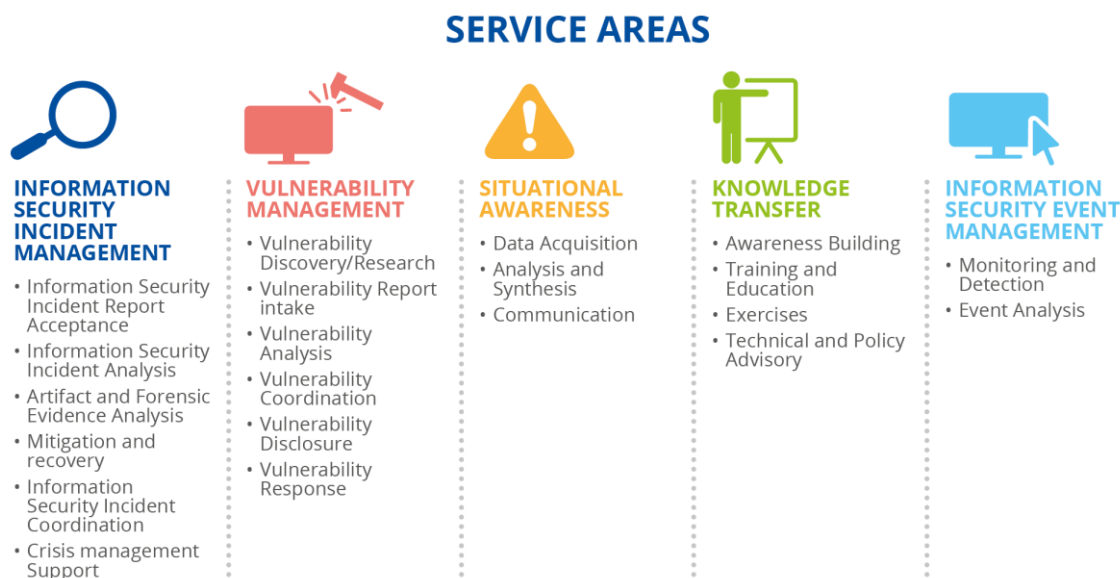 SERVICE AREAS
INFORMATION
SECURITY
INCIDENT
MANAGEMENT
• Information Security
Incident Report
Acceptance
• Information Security
Incident Analysis
• Artifact and Forensic
Evidence Analysis
• Mitigation and
recovery
• Information
Security Incident
Coordination
• Crisis management
Support
VULNERABILITY
MANAGEMENT
• Vulnerability
Discovery/Research
• Vulnerability Report
intake
• Vulnerability
Analysis
• Vulnerability
Coordination
• Vulnerability
Disclosure
• Vulnerability
Response
SITUATIONAL
AWARENESS
• Data Acquisition
• Analysis and
Synthesis
• Communication
KNOWLEDGE
TRANSFER
• Awareness Building
• Training and
Education
• Exercises
• Technical and Policy
Advisory
INFORMATION
SECURITY EVENT
MANAGEMENT
• Monitoring and
Detection
• Event Analysis